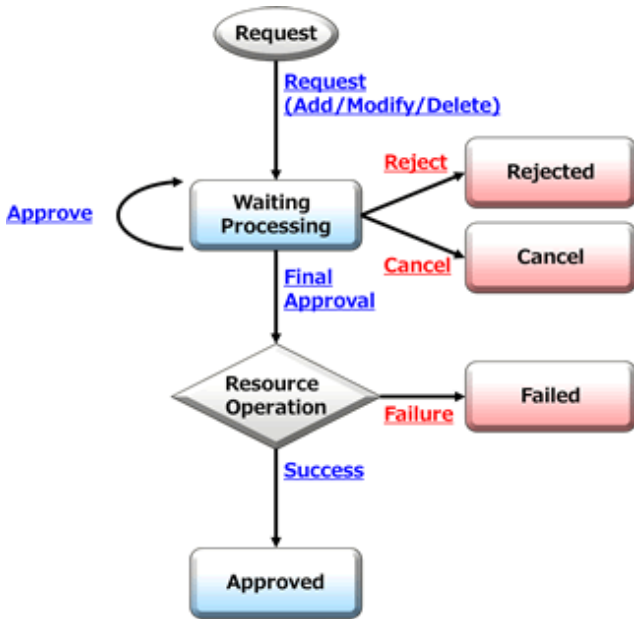 Request
Request
(Add/Modify/Delete)
Reject
Rejected
Approve
Waiting
Processing
Cancel
Cancel
Final
Approval
Resource
Operation
Failure
Failed
Success
Approved